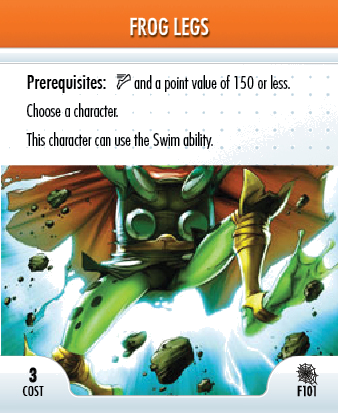 FROG LEGS
Prerequisites: and a point value of 150 or less.
Choose a character.
This character can use the Swim ability.
3
COST
F101